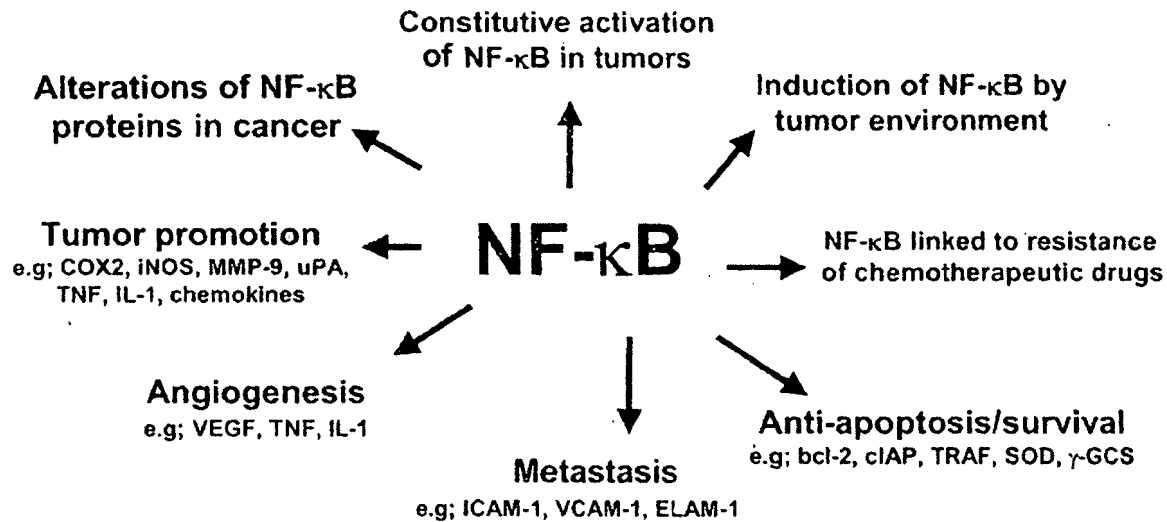 Constitutive activation
of NF-κB in tumors
Alterations of NF-κB
proteins in cancer
Induction of NF-κB by
tumor environment
Tumor promotion
e.g; COX2, iNOS, MMP-9, uPA,
TNF, IL-1, chemokines
NF-κB
NF-κB linked to resistance
of chemotherapeutic drugs
Angiogenesis
e.g; VEGF, TNF, IL-1
Anti-apoptosis/survival
e.g; bcl-2, cIAP, TRAF, SOD, γ-GCS
Metastasis
e.g; ICAM-1, VCAM-1, ELAM-1